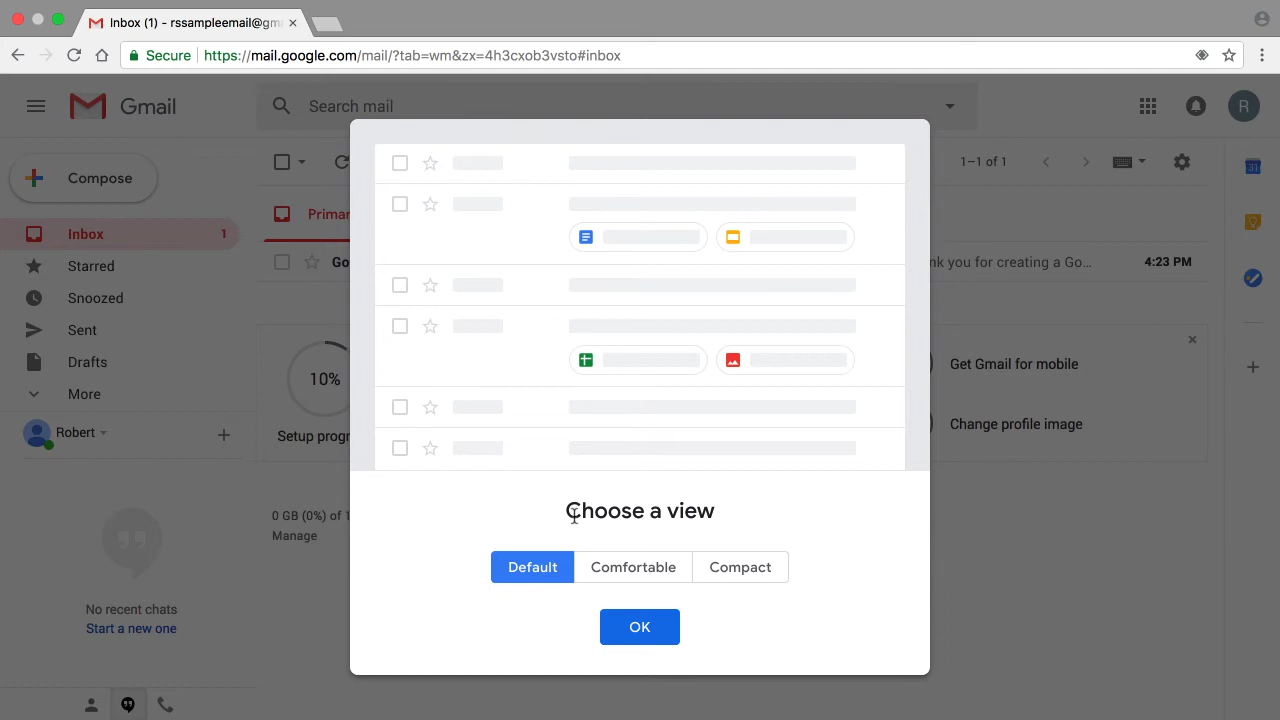 Inbox (1) - rssampleemail@gm
Secure https://mail.google.com/mail/?tab=wm&zx=4h3cxob3vsto#inbox
Gmail
Search mail
R
Compose
1–1 of 1
31
Inbox 1
Starred
Snoozed
Sent
Drafts
More
Robert
Primar
Go
nk you for creating a Go... 4:23 PM
10%
Setup progr
Get Gmail for mobile
Change profile image
0 GB (0%) of 1
Manage
No recent chats
Start a new one
Choose a view
Default Comfortable Compact
OK